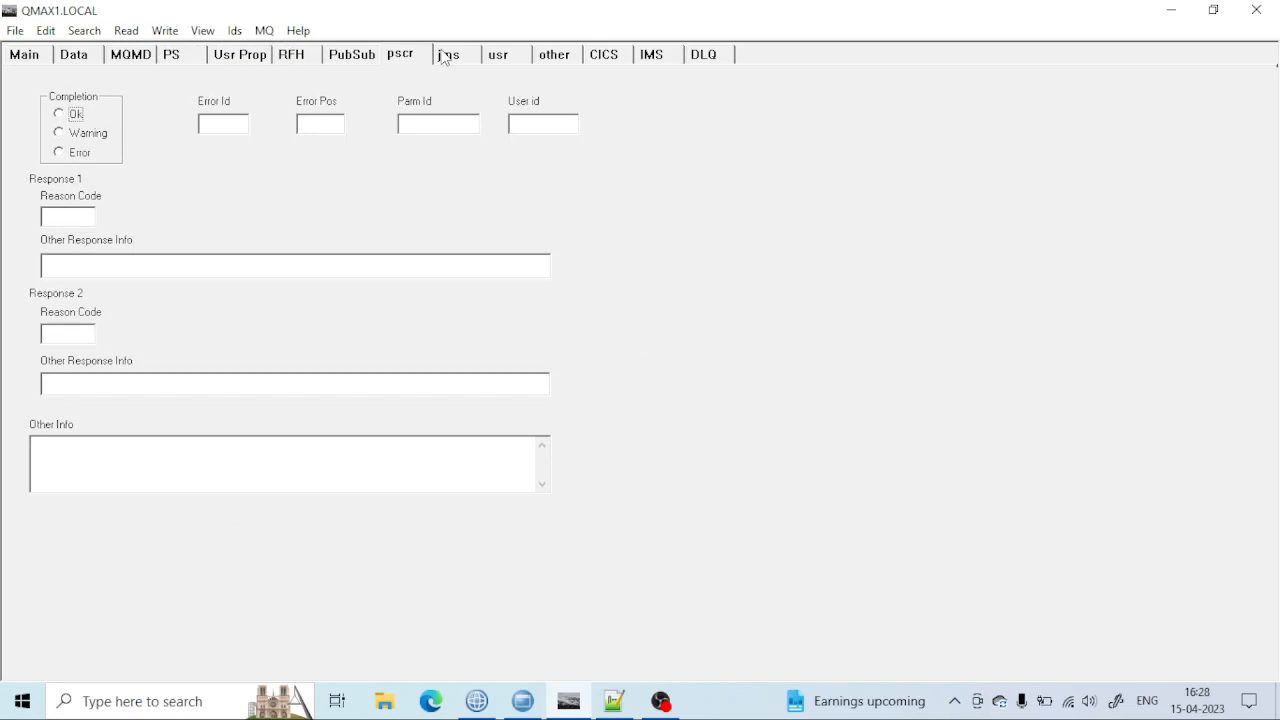 QMAX1.LOCAL
File Edit Search Read Write View Ids MQ Help
Main Data MQMD PS Usr Prop RFH PubSub pscr jms usr other CICS IMS DLQ
Completion
Ok
Warning
Error
Error Id Error Pos Parm Id User id
Response 1
Reason Code
Other Response Info
Response 2
Reason Code
Other Response Info
Other Info
Type here to search
Earnings upcoming
ENG
16:28
15-04-2023